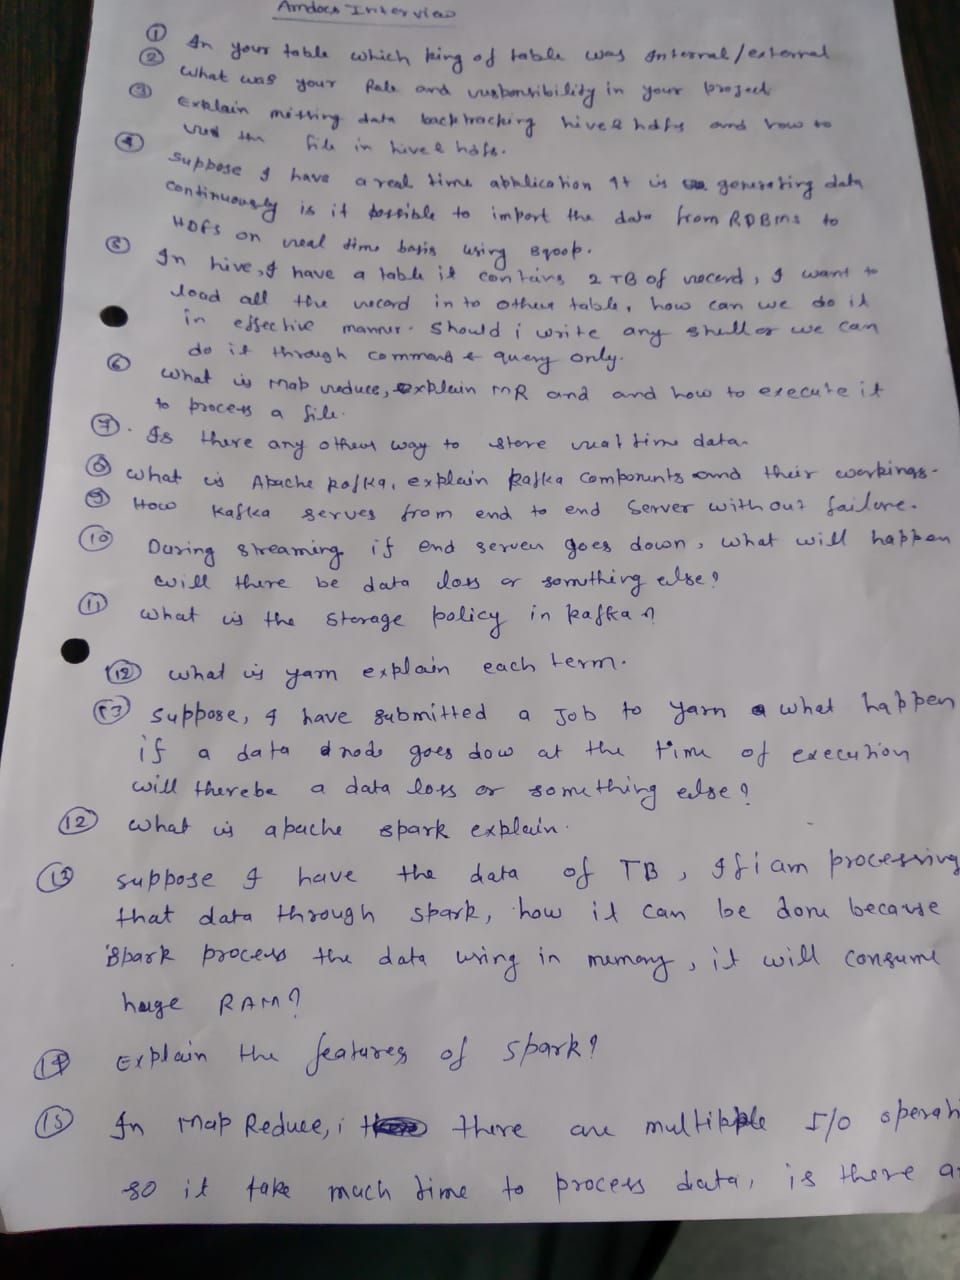 Amdocs Interview
① In your table which king of table was Internal/external
② What was your Role and responsibility in your project
③ Explain missing data backtracking hive & hdfs and how to
the file in hive & hdfs.
④ Suppose I have a real time application It is generating data
continuously is it possible to import the data from RDBMS to
HDFS on real time basis using sqoop.
⑤ In hive, I have a table it contains 2 TB of record, I want to
load all the record in to other table, how can we do it
in effective manner. Should i write any shell or we can
do it through command & query only.
⑥ What is Map reduce, explain MR and and how to execute it
to process a file.
⑦. Is there any other way to store real time data.
⑧ What is Apache Kafka, explain Kafka components and their workings.
⑨ How Kafka serves from end to end Server without failure.
⑩ During streaming if end server goes down, what will happen
will there be data loss or something else?
⑪ What is the storage policy in Kafka?
⑫ what is yarn explain each term.
⑬ Suppose, I have submitted a Job to yarn what happen
if a data node goes dow at the time of execution
will therebe a data loss or something else?
⑫ what is apache spark explain.
⑬ suppose I have the data of TB, If i am processing
that data through spark, how it can be done because
spark process the data using in memory, it will consume
huge RAM?
⑭ Explain the features of spark?
⑮ In Map Reduce, i there are multiple I/O operati
so it take much time to process data, is there a